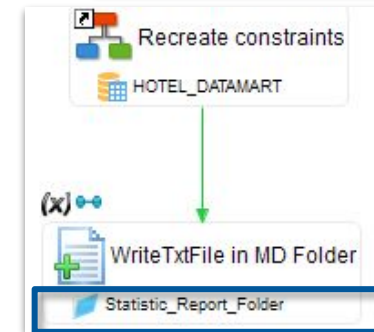 Recreate constraints
HOTEL_DATAMART
(x)
WriteTxtFile in MD Folder
Statistic_Report_Folder